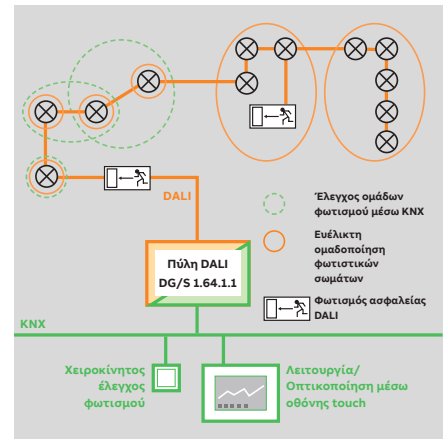 DALI
Έλεγχος ομάδων
φωτισμού μέσω KNX
Ευέλικτη
ομαδοποίηση
φωτιστικών
σωμάτων
Πύλη DALI
DG/S 1.64.1.1
Φωτισμός ασφαλείας
DALI
KNX
Χειροκίνητος
έλεγχος
φωτισμού
Λειτουργία/
Οπτικοποίηση μέσω
οθόνης touch